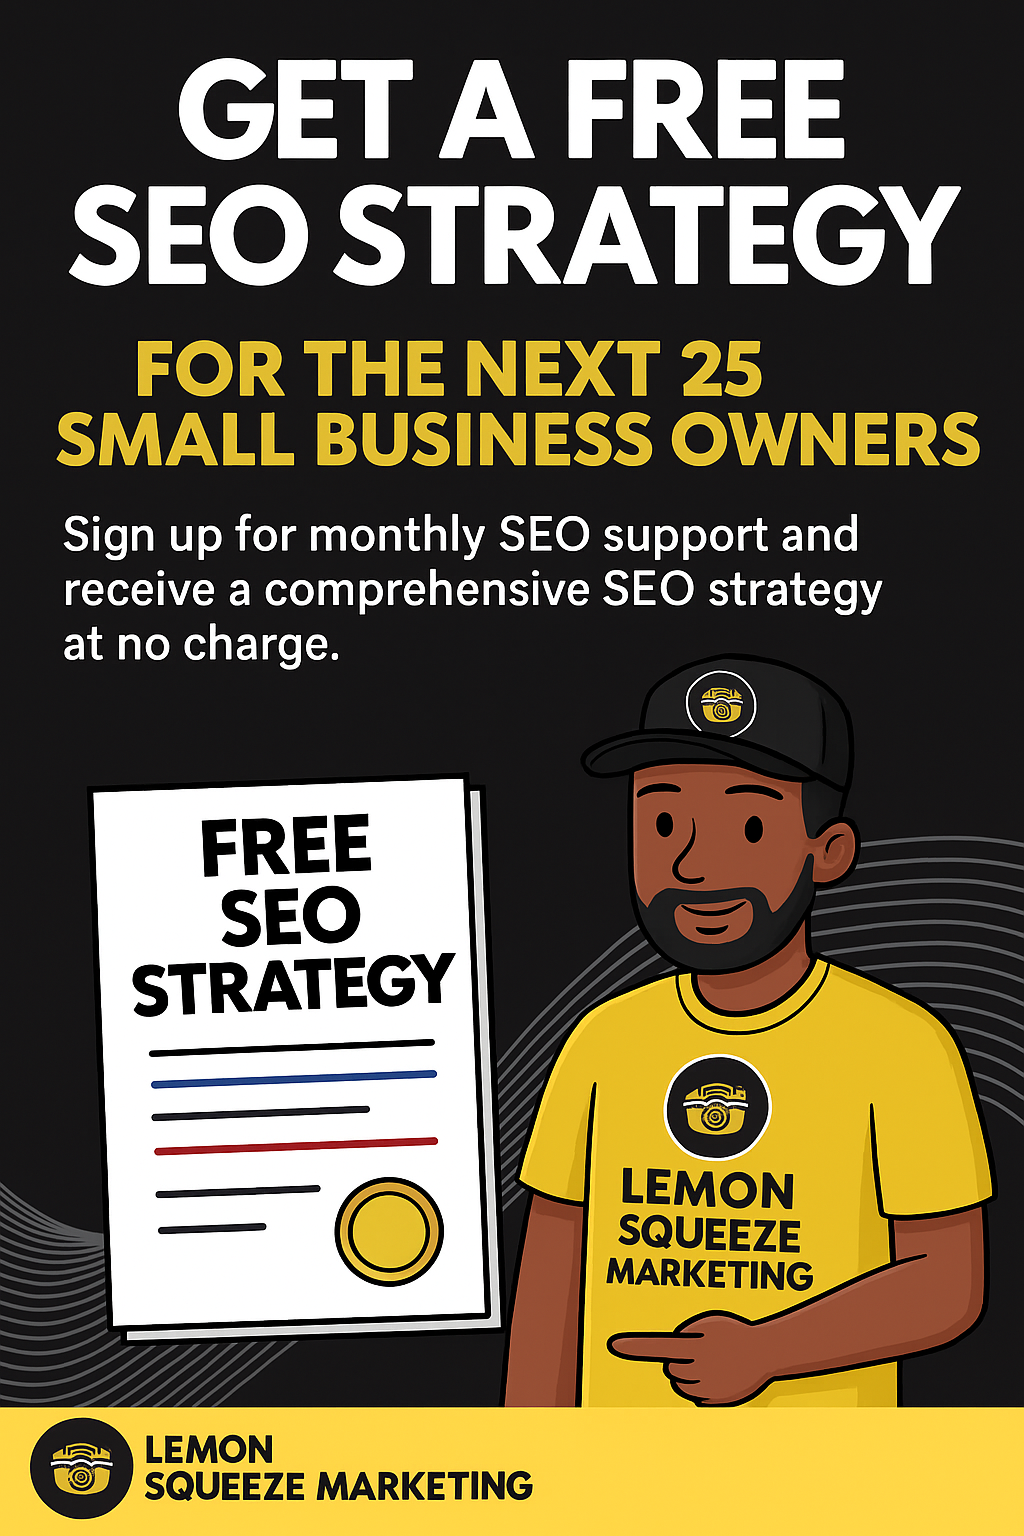 GET A FREE
SEO STRATEGY
FOR THE NEXT 25
SMALL BUSINESS OWNERS
Sign up for monthly SEO support and
receive a comprehensive SEO strategy
at no charge.
FREE
SEO
STRATEGY
LEMON
SQUEEZE
MARKETING
LEMON
SQUEEZE MARKETING